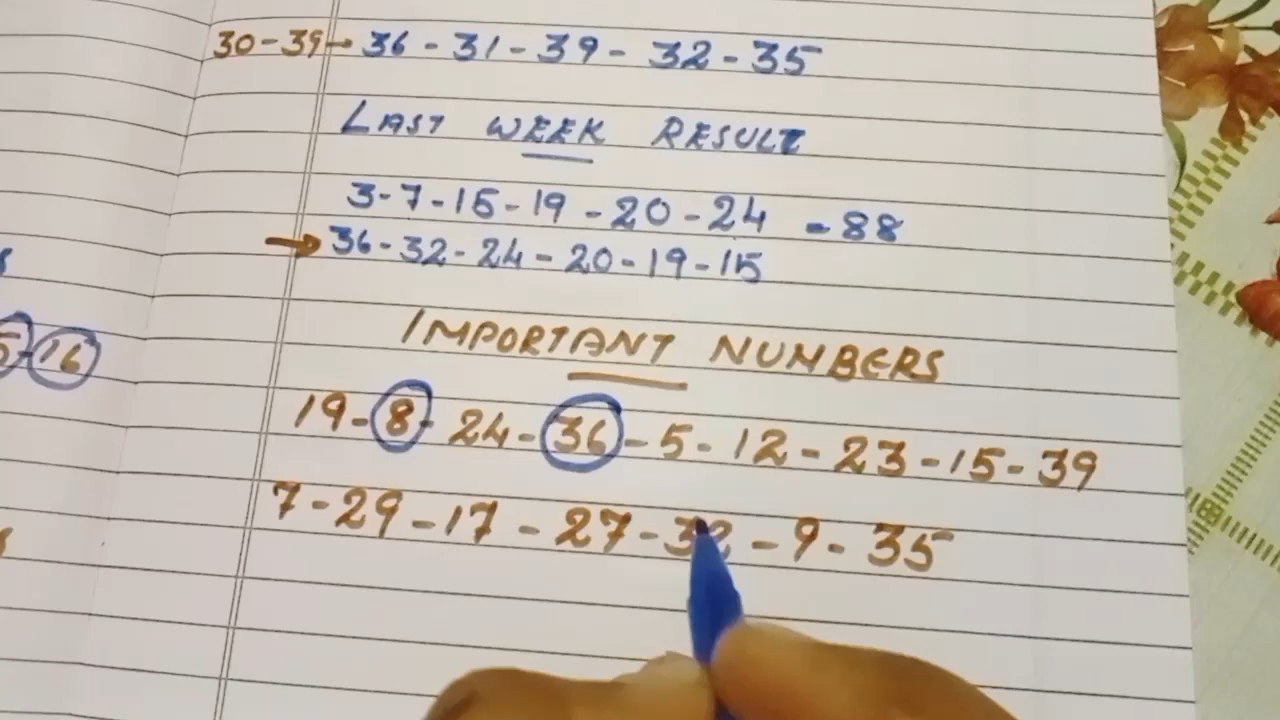 30-39→ 36 - 31 - 39 - 32 - 35
LAST WEEK RESULT
3-7-15-19-20-24 = 88
→ 36-32-24-20-19-15
16
IMPORTANT NUMBERS
19-8-24-36-5-12-23-15-39
7-29-17-27-32-9-35